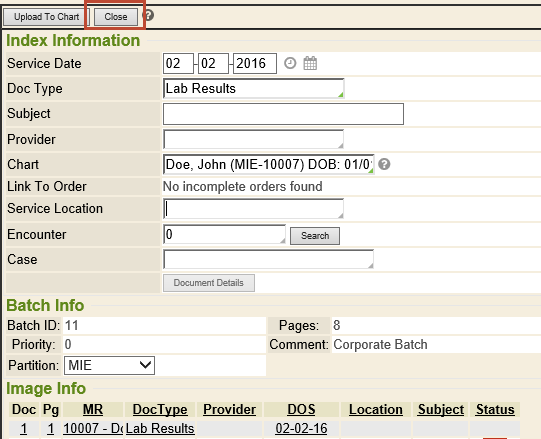 Upload To Chart Close ?
Index Information
Service Date 02 - 02 - 2016
Doc Type Lab Results
Subject
Provider
Chart Doe, John (MIE-10007) DOB: 01/0 ?
Link To Order No incomplete orders found
Service Location
Encounter 0 Search
Case
Document Details
Batch Info
Batch ID: 11 Pages: 8
Priority: 0 Comment: Corporate Batch
Partition: MIE
Image Info
Doc Pg MR DocType Provider DOS Location Subject Status
1 1 10007 - Do Lab Results 02-02-16